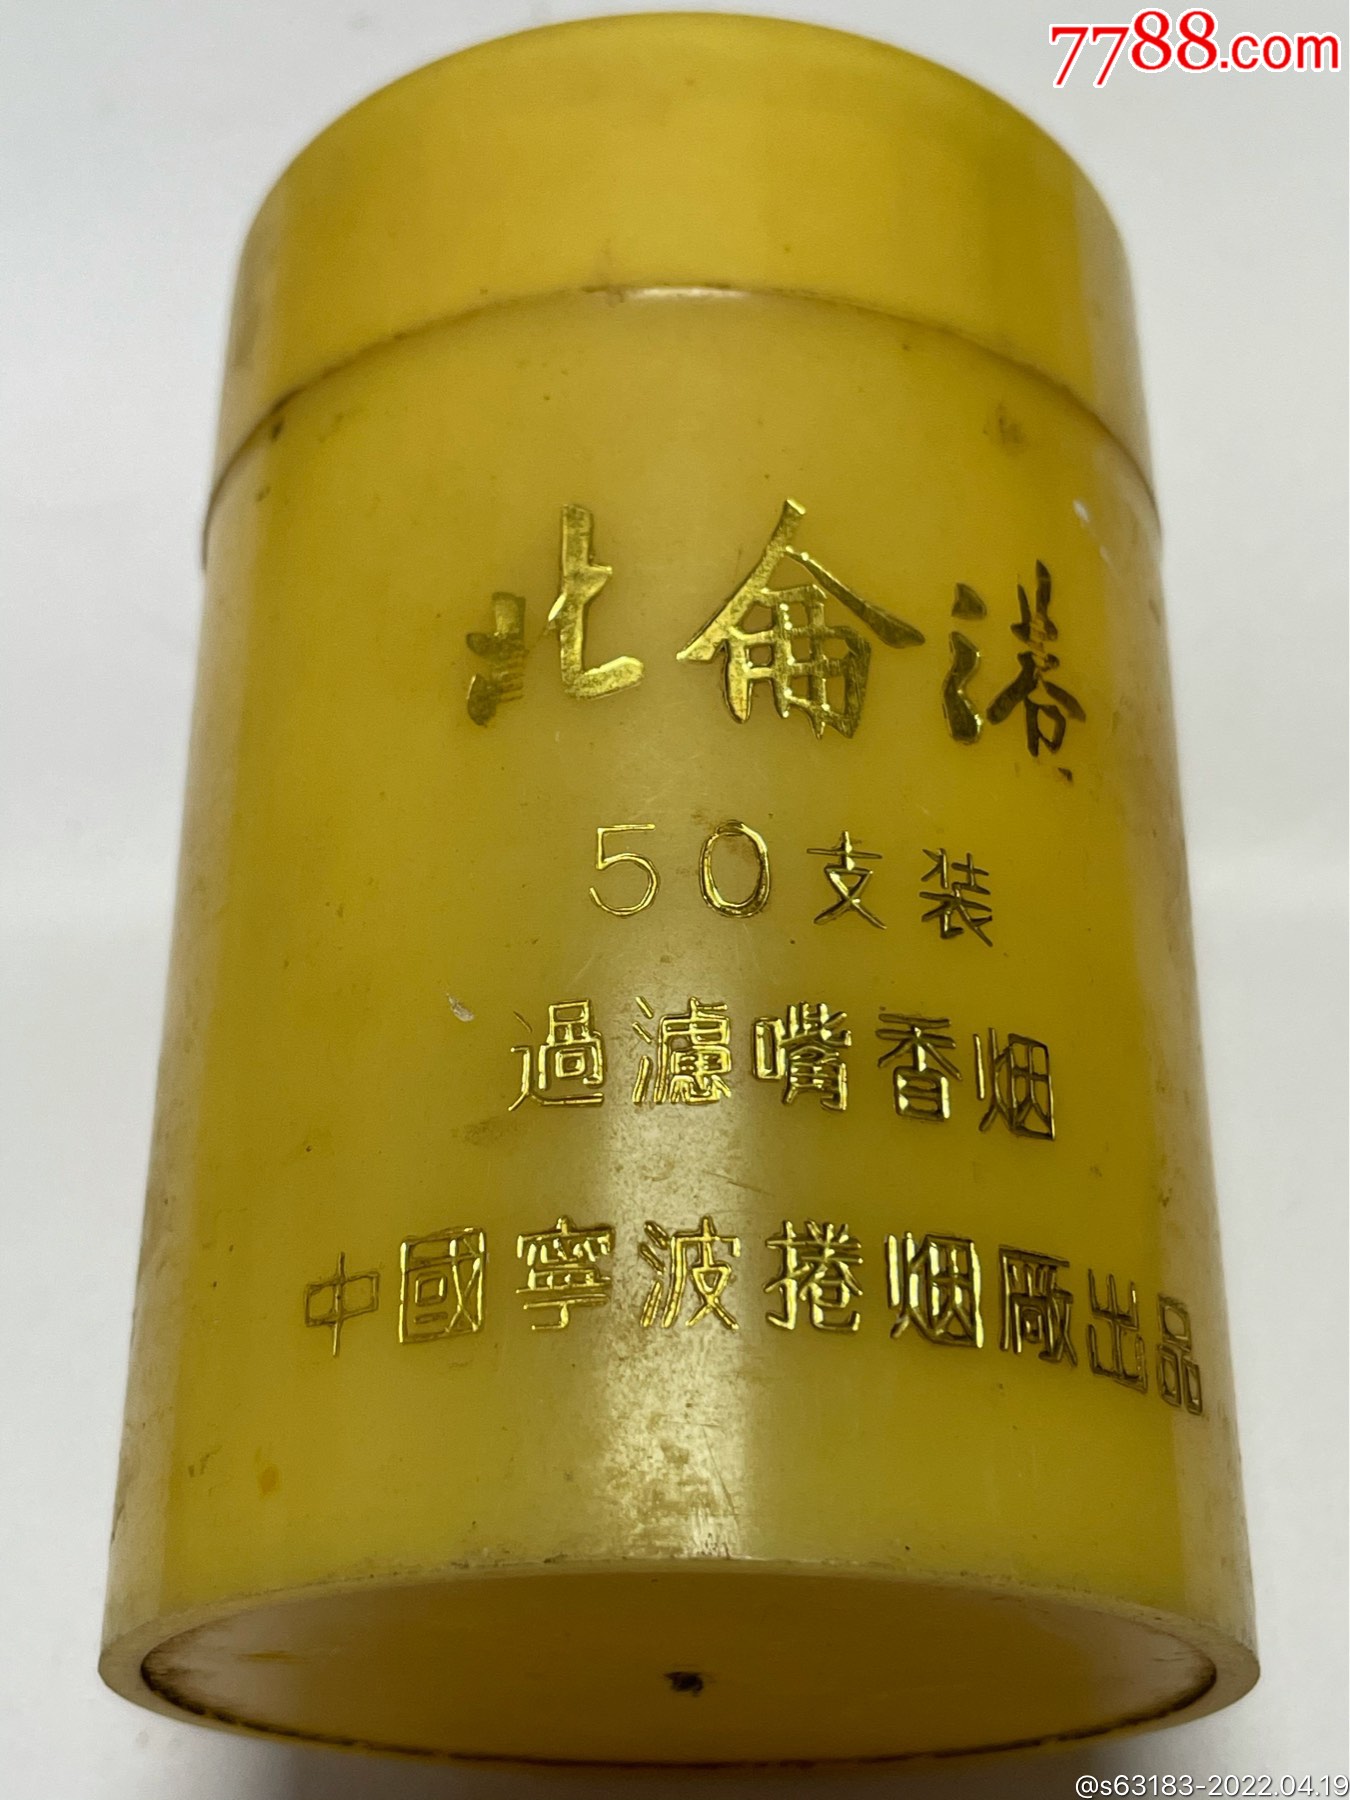 7788.com
北侖港
50支装
過濾嘴香烟
中國寧波捲烟廠出品
@s63183-2022.04.19